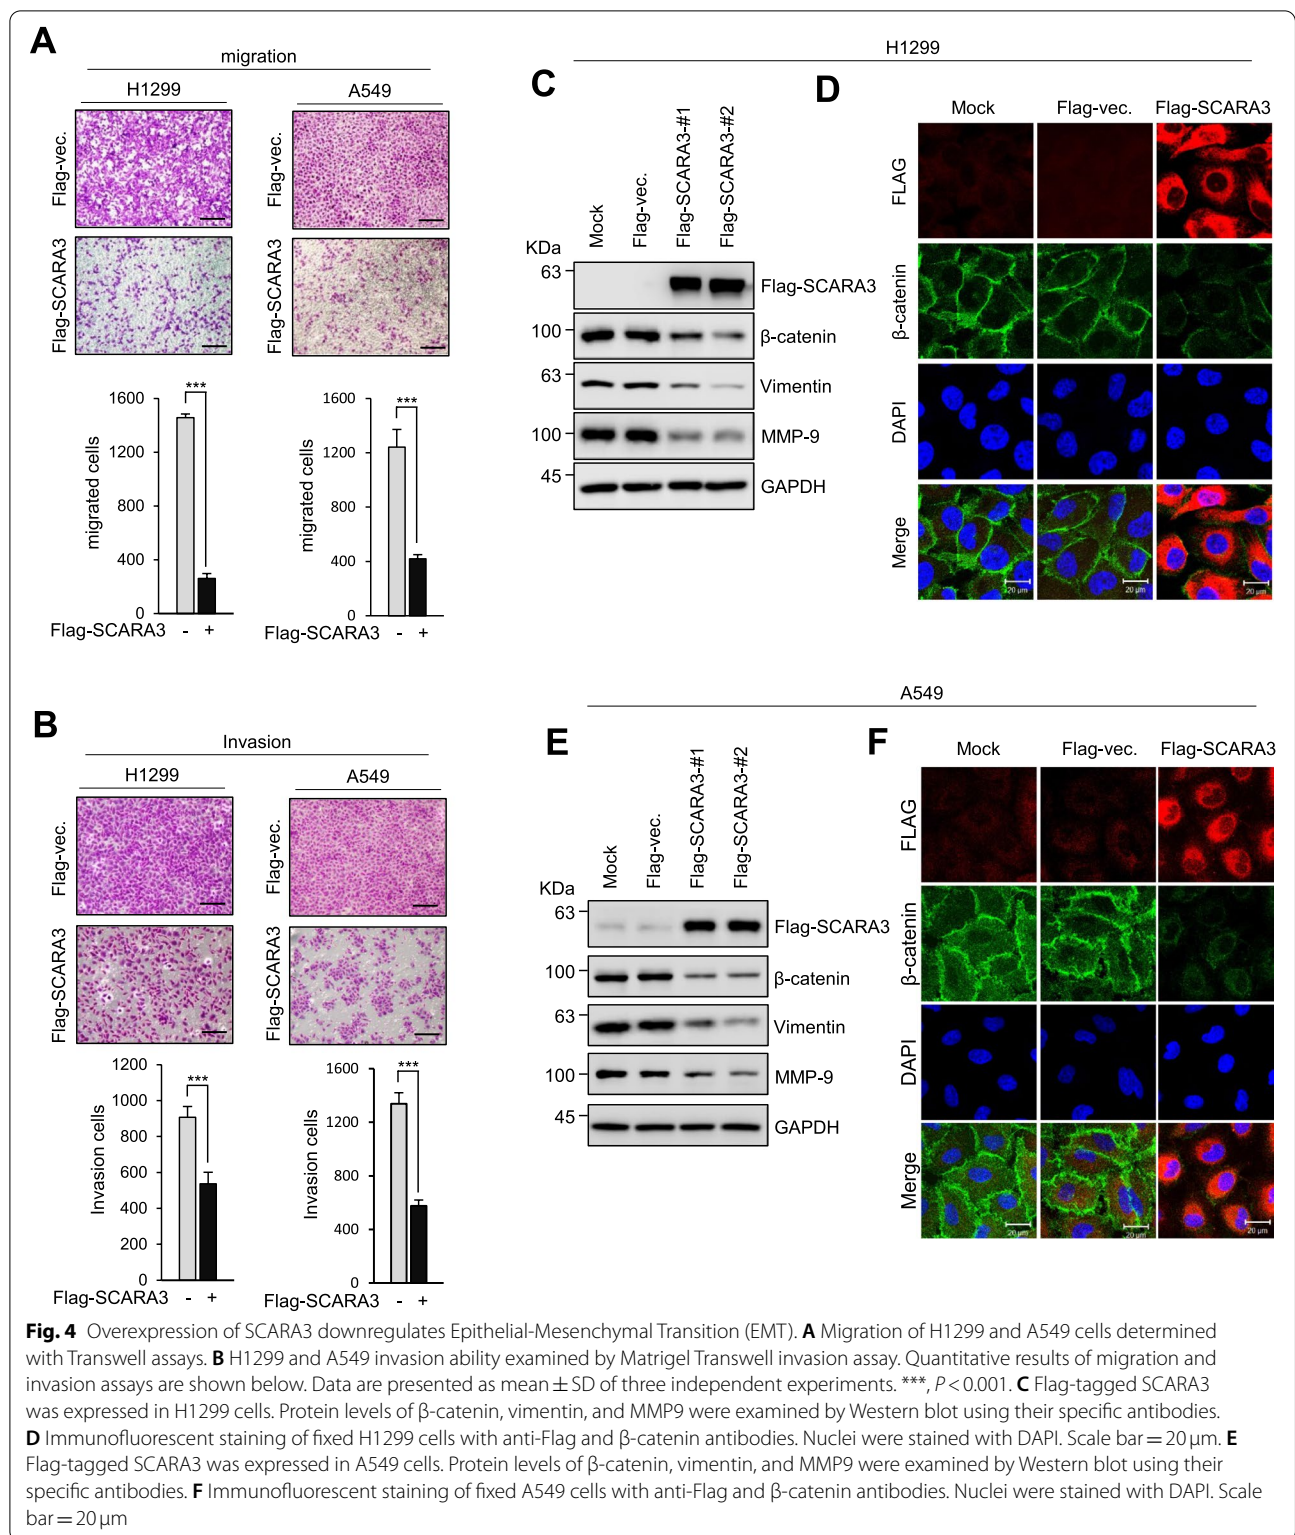 A
migration
H1299
A549
Flag-vec.
Flag-vec.
Flag-SCARA3
Flag-SCARA3
***
***
1600
1200
800
400
0
migrated cells
Flag-SCARA3 - +
1600
1200
800
400
0
migrated cells
Flag-SCARA3 - +
B
Invasion
H1299
A549
Flag-vec.
Flag-vec.
Flag-SCARA3
Flag-SCARA3
***
***
1200
1000
800
600
400
200
0
Invasion cells
Flag-SCARA3 - +
1600
1200
800
400
0
Invasion cells
Flag-SCARA3 - +
H1299
C
Mock
Flag-vec.
Flag-SCARA3-#1
Flag-SCARA3-#2
KDa
63 Flag-SCARA3
100 β-catenin
63 Vimentin
100 MMP-9
45 GAPDH
D
Mock Flag-vec. Flag-SCARA3
FLAG
β-catenin
DAPI
Merge
20 µm
20 µm
20 µm
A549
E
Mock
Flag-vec.
Flag-SCARA3-#1
Flag-SCARA3-#2
KDa
63 Flag-SCARA3
100 β-catenin
63 Vimentin
100 MMP-9
45 GAPDH
F
Mock Flag-vec. Flag-SCARA3
FLAG
β-catenin
DAPI
Merge
20 µm
20 µm
20 µm
Fig. 4 Overexpression of SCARA3 downregulates Epithelial-Mesenchymal Transition (EMT). A Migration of H1299 and A549 cells determined
with Transwell assays. B H1299 and A549 invasion ability examined by Matrigel Transwell invasion assay. Quantitative results of migration and
invasion assays are shown below. Data are presented as mean ± SD of three independent experiments. ***, P < 0.001. C Flag-tagged SCARA3
was expressed in H1299 cells. Protein levels of β-catenin, vimentin, and MMP9 were examined by Western blot using their specific antibodies.
D Immunofluorescent staining of fixed H1299 cells with anti-Flag and β-catenin antibodies. Nuclei were stained with DAPI. Scale bar = 20 µm. E
Flag-tagged SCARA3 was expressed in A549 cells. Protein levels of β-catenin, vimentin, and MMP9 were examined by Western blot using their
specific antibodies. F Immunofluorescent staining of fixed A549 cells with anti-Flag and β-catenin antibodies. Nuclei were stained with DAPI. Scale
bar = 20 µm